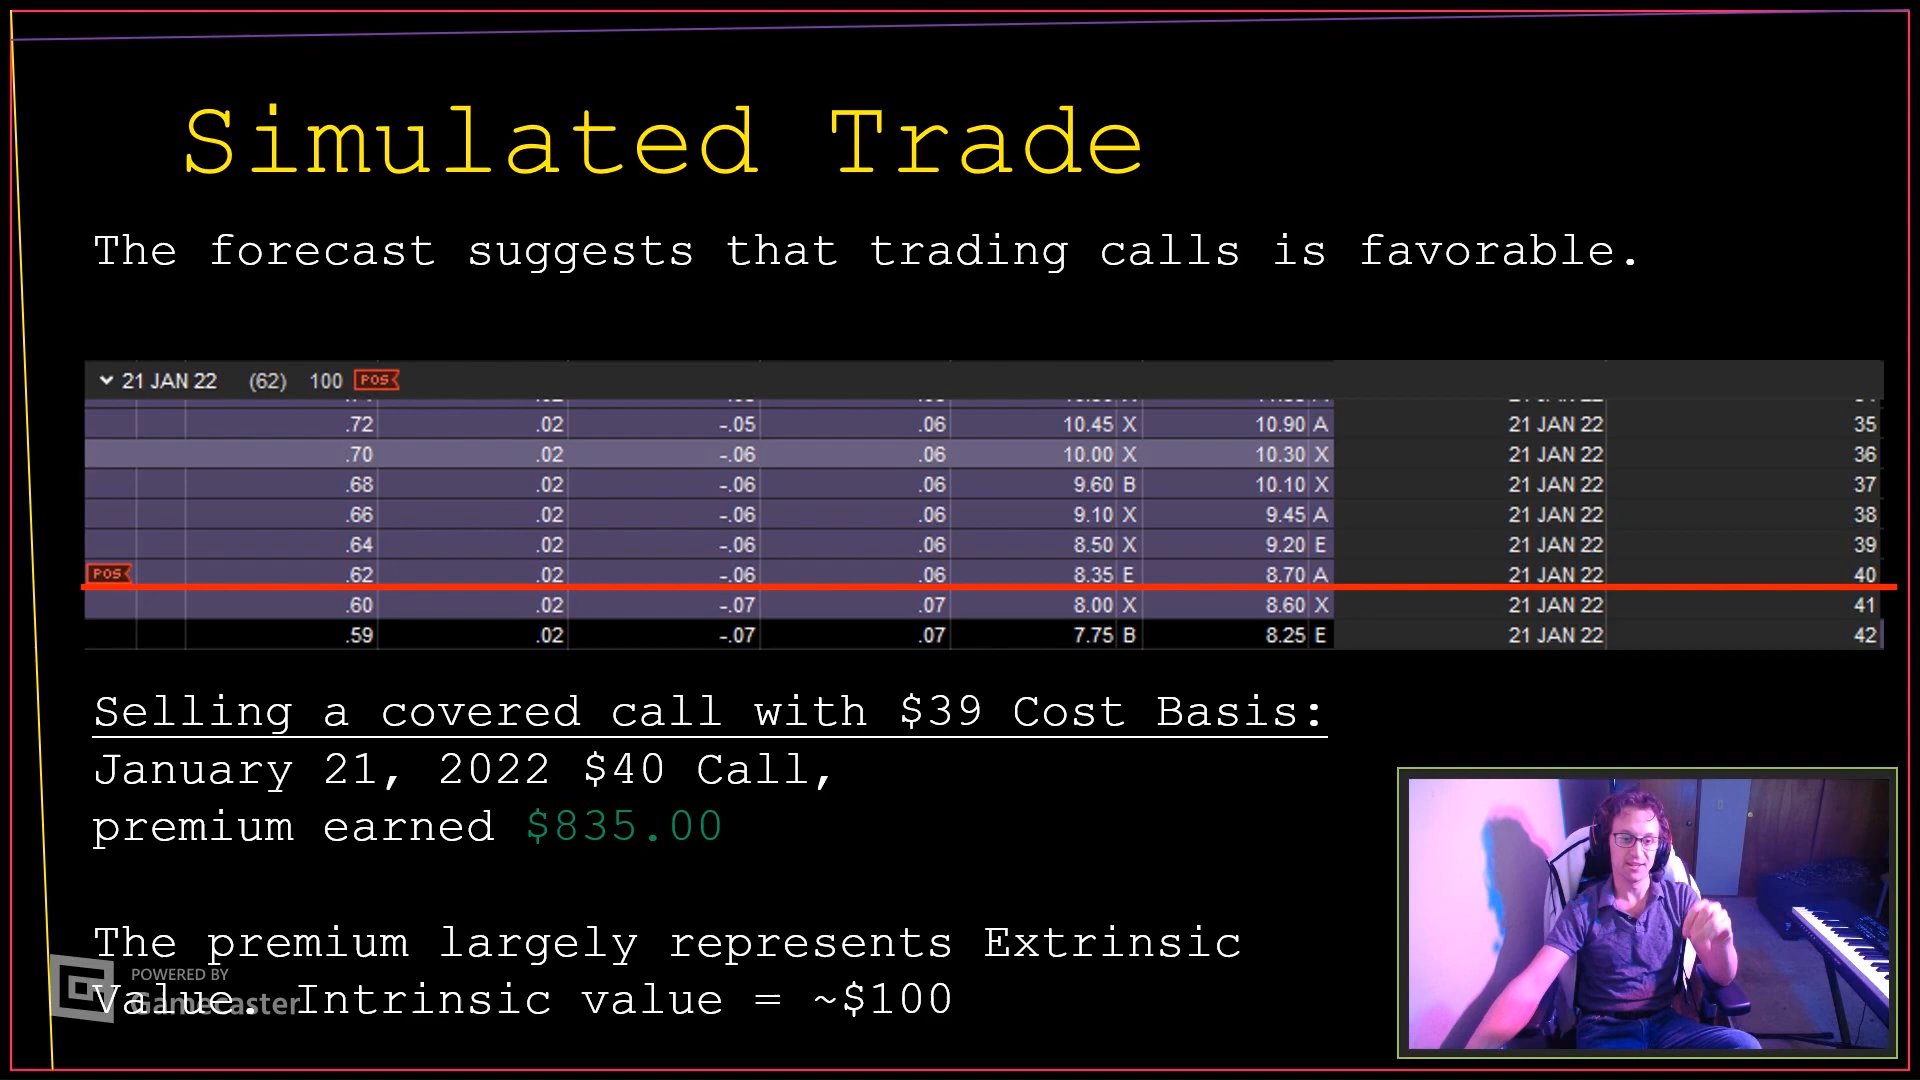 Simulated Trade
The forecast suggests that trading calls is favorable.
21 JAN 22 (62) 100 POS
.72 .02 -.05 .06 10.45 X 10.90 A 21 JAN 22 35
.70 .02 -.06 .06 10.00 X 10.30 X 21 JAN 22 36
.68 .02 -.06 .06 9.60 B 10.10 X 21 JAN 22 37
.66 .02 -.06 .06 9.10 X 9.45 A 21 JAN 22 38
.64 .02 -.06 .06 8.50 X 9.20 E 21 JAN 22 39
POS .62 .02 -.06 .06 8.35 E 8.70 A 21 JAN 22 40
.60 .02 -.07 .07 8.00 X 8.60 X 21 JAN 22 41
.59 .02 -.07 .07 7.75 B 8.25 E 21 JAN 22 42
Selling a covered call with $39 Cost Basis:
January 21, 2022 $40 Call,
premium earned $835.00
The premium largely represents Extrinsic
Value. Intrinsic value = ~$100
POWERED BY
Gamecaster